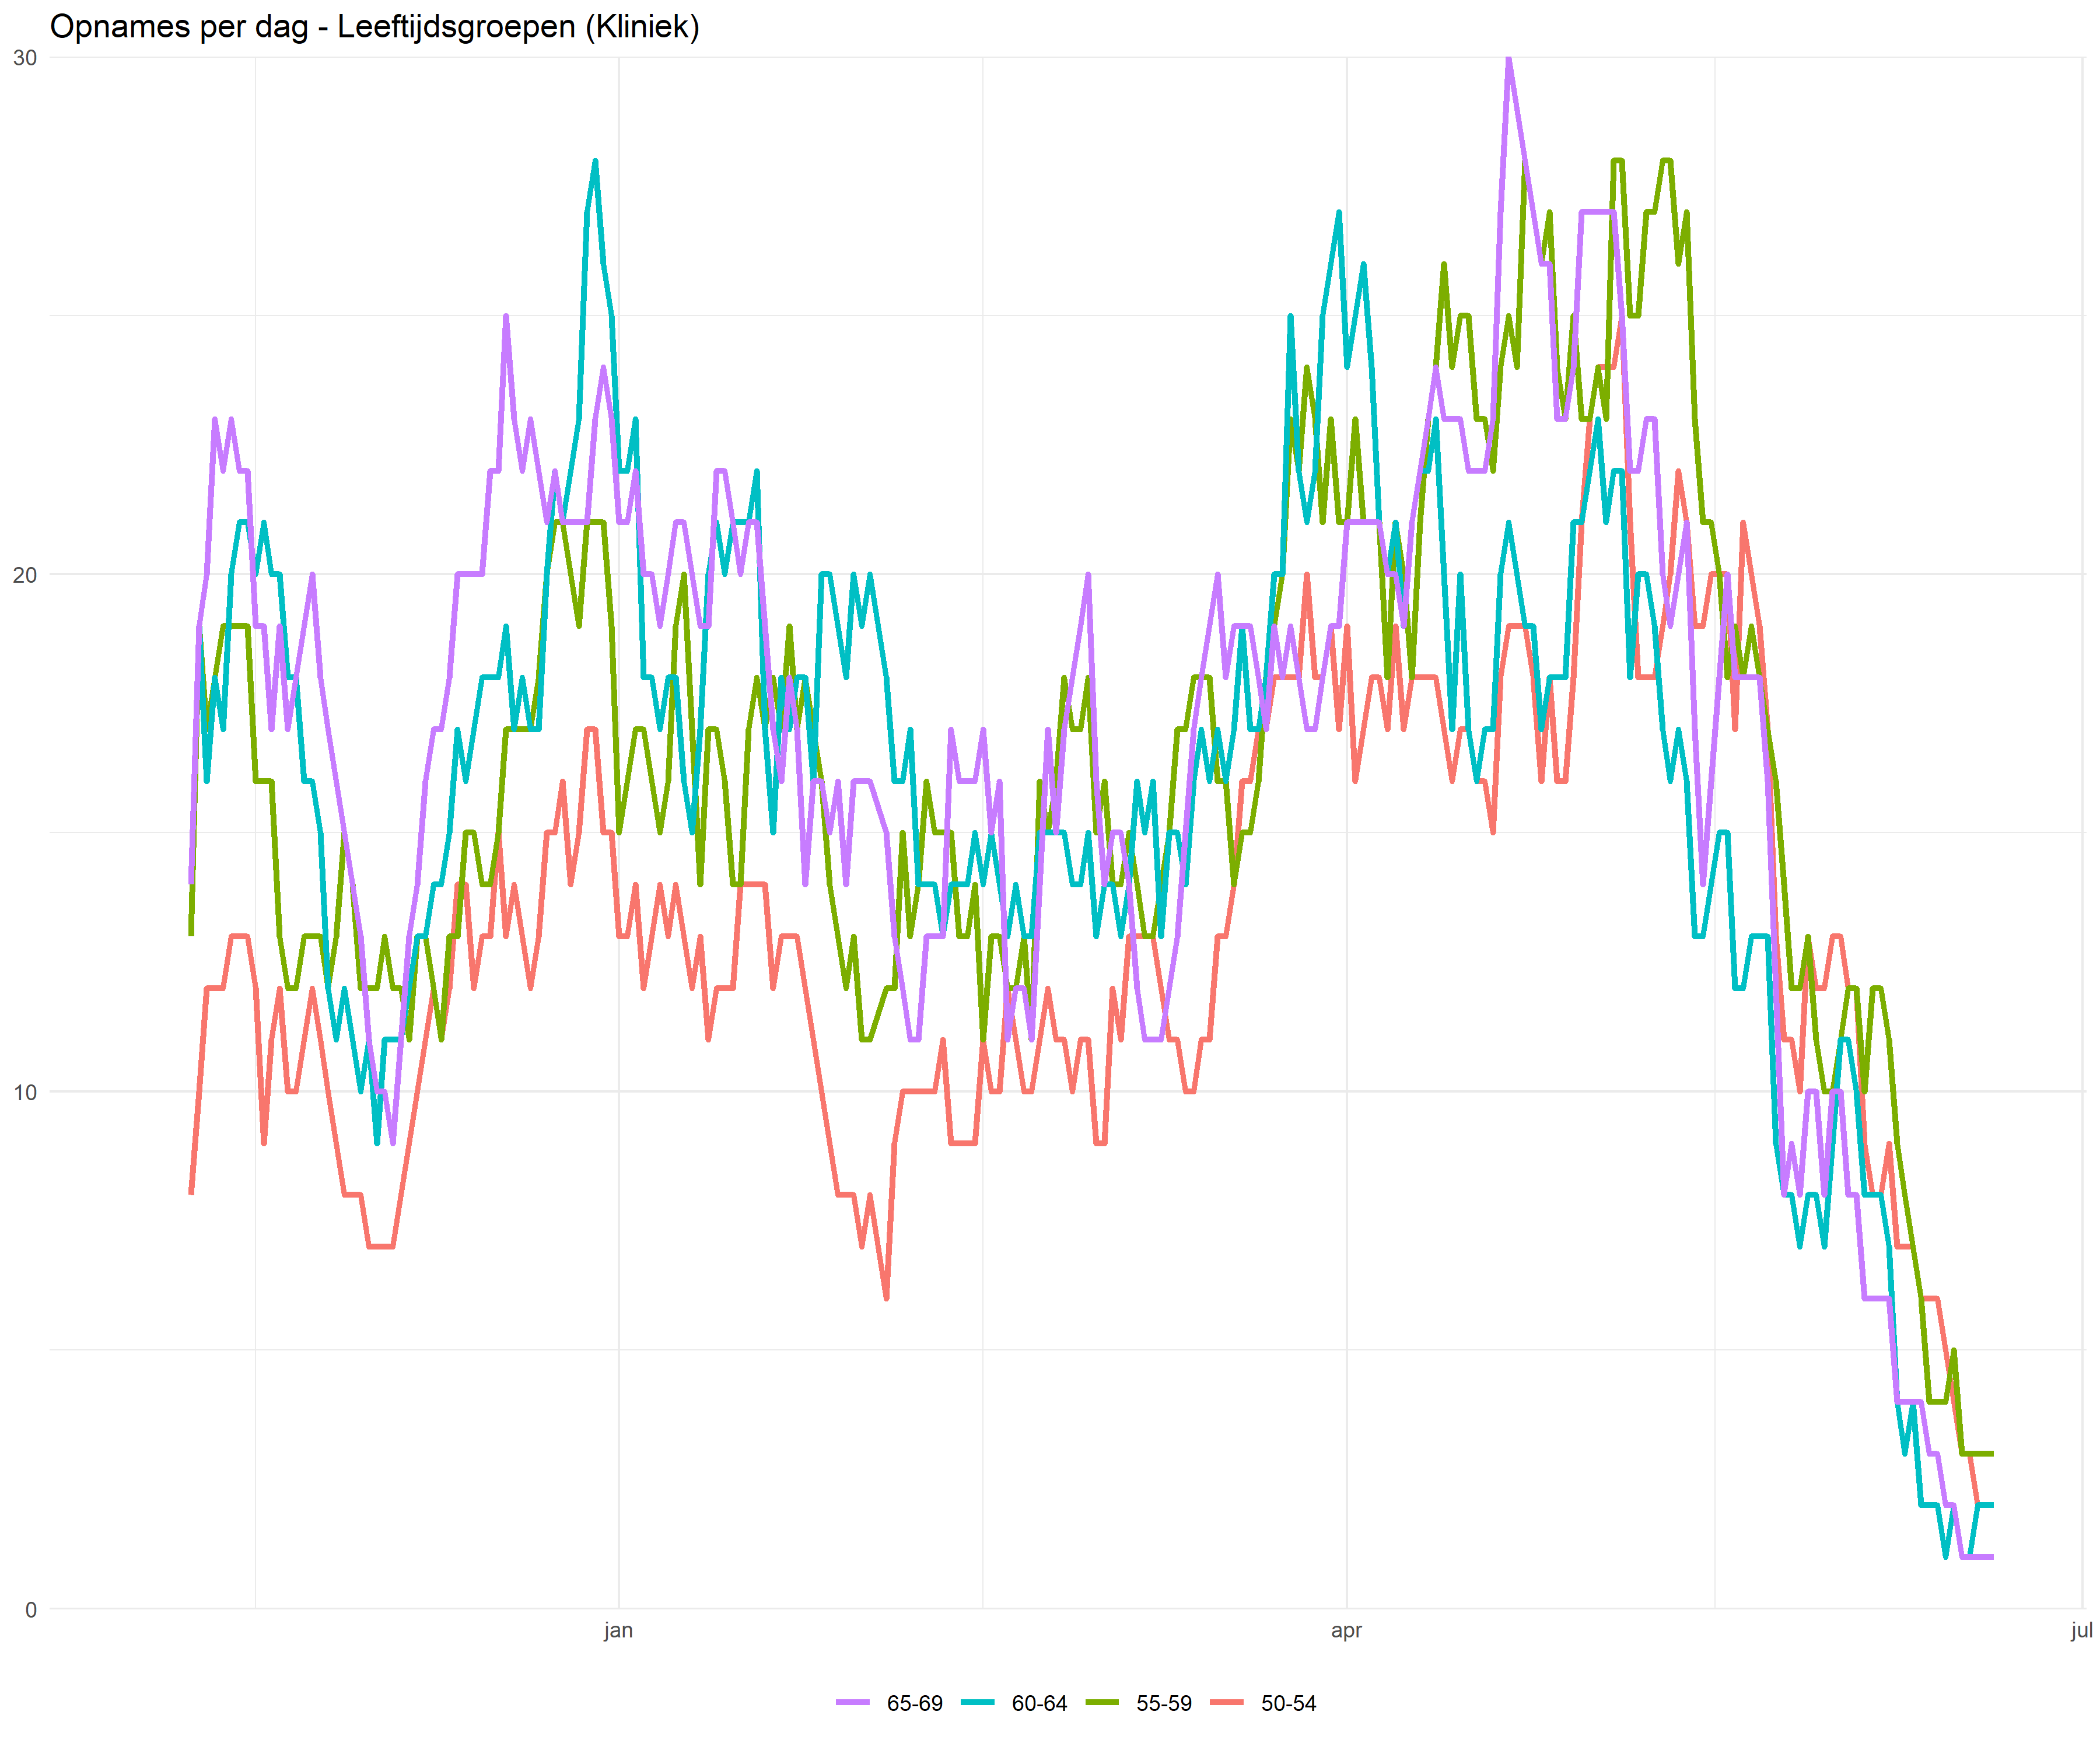 Opnames per dag - Leeftijdsgroepen (Kliniek)
30
20
10
0
jan apr jul
65-69 60-64 55-59 50-54